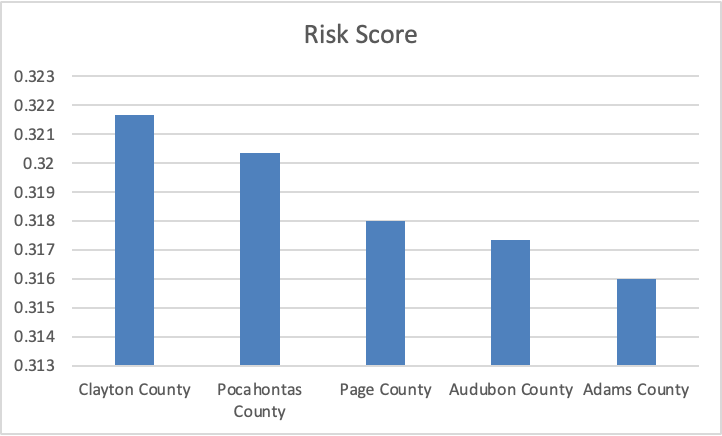 Risk Score
0.323
0.322
0.321
0.32
0.319
0.318
0.317
0.316
0.315
0.314
0.313
Clayton County
Pocahontas
County
Page County
Audubon County
Adams County